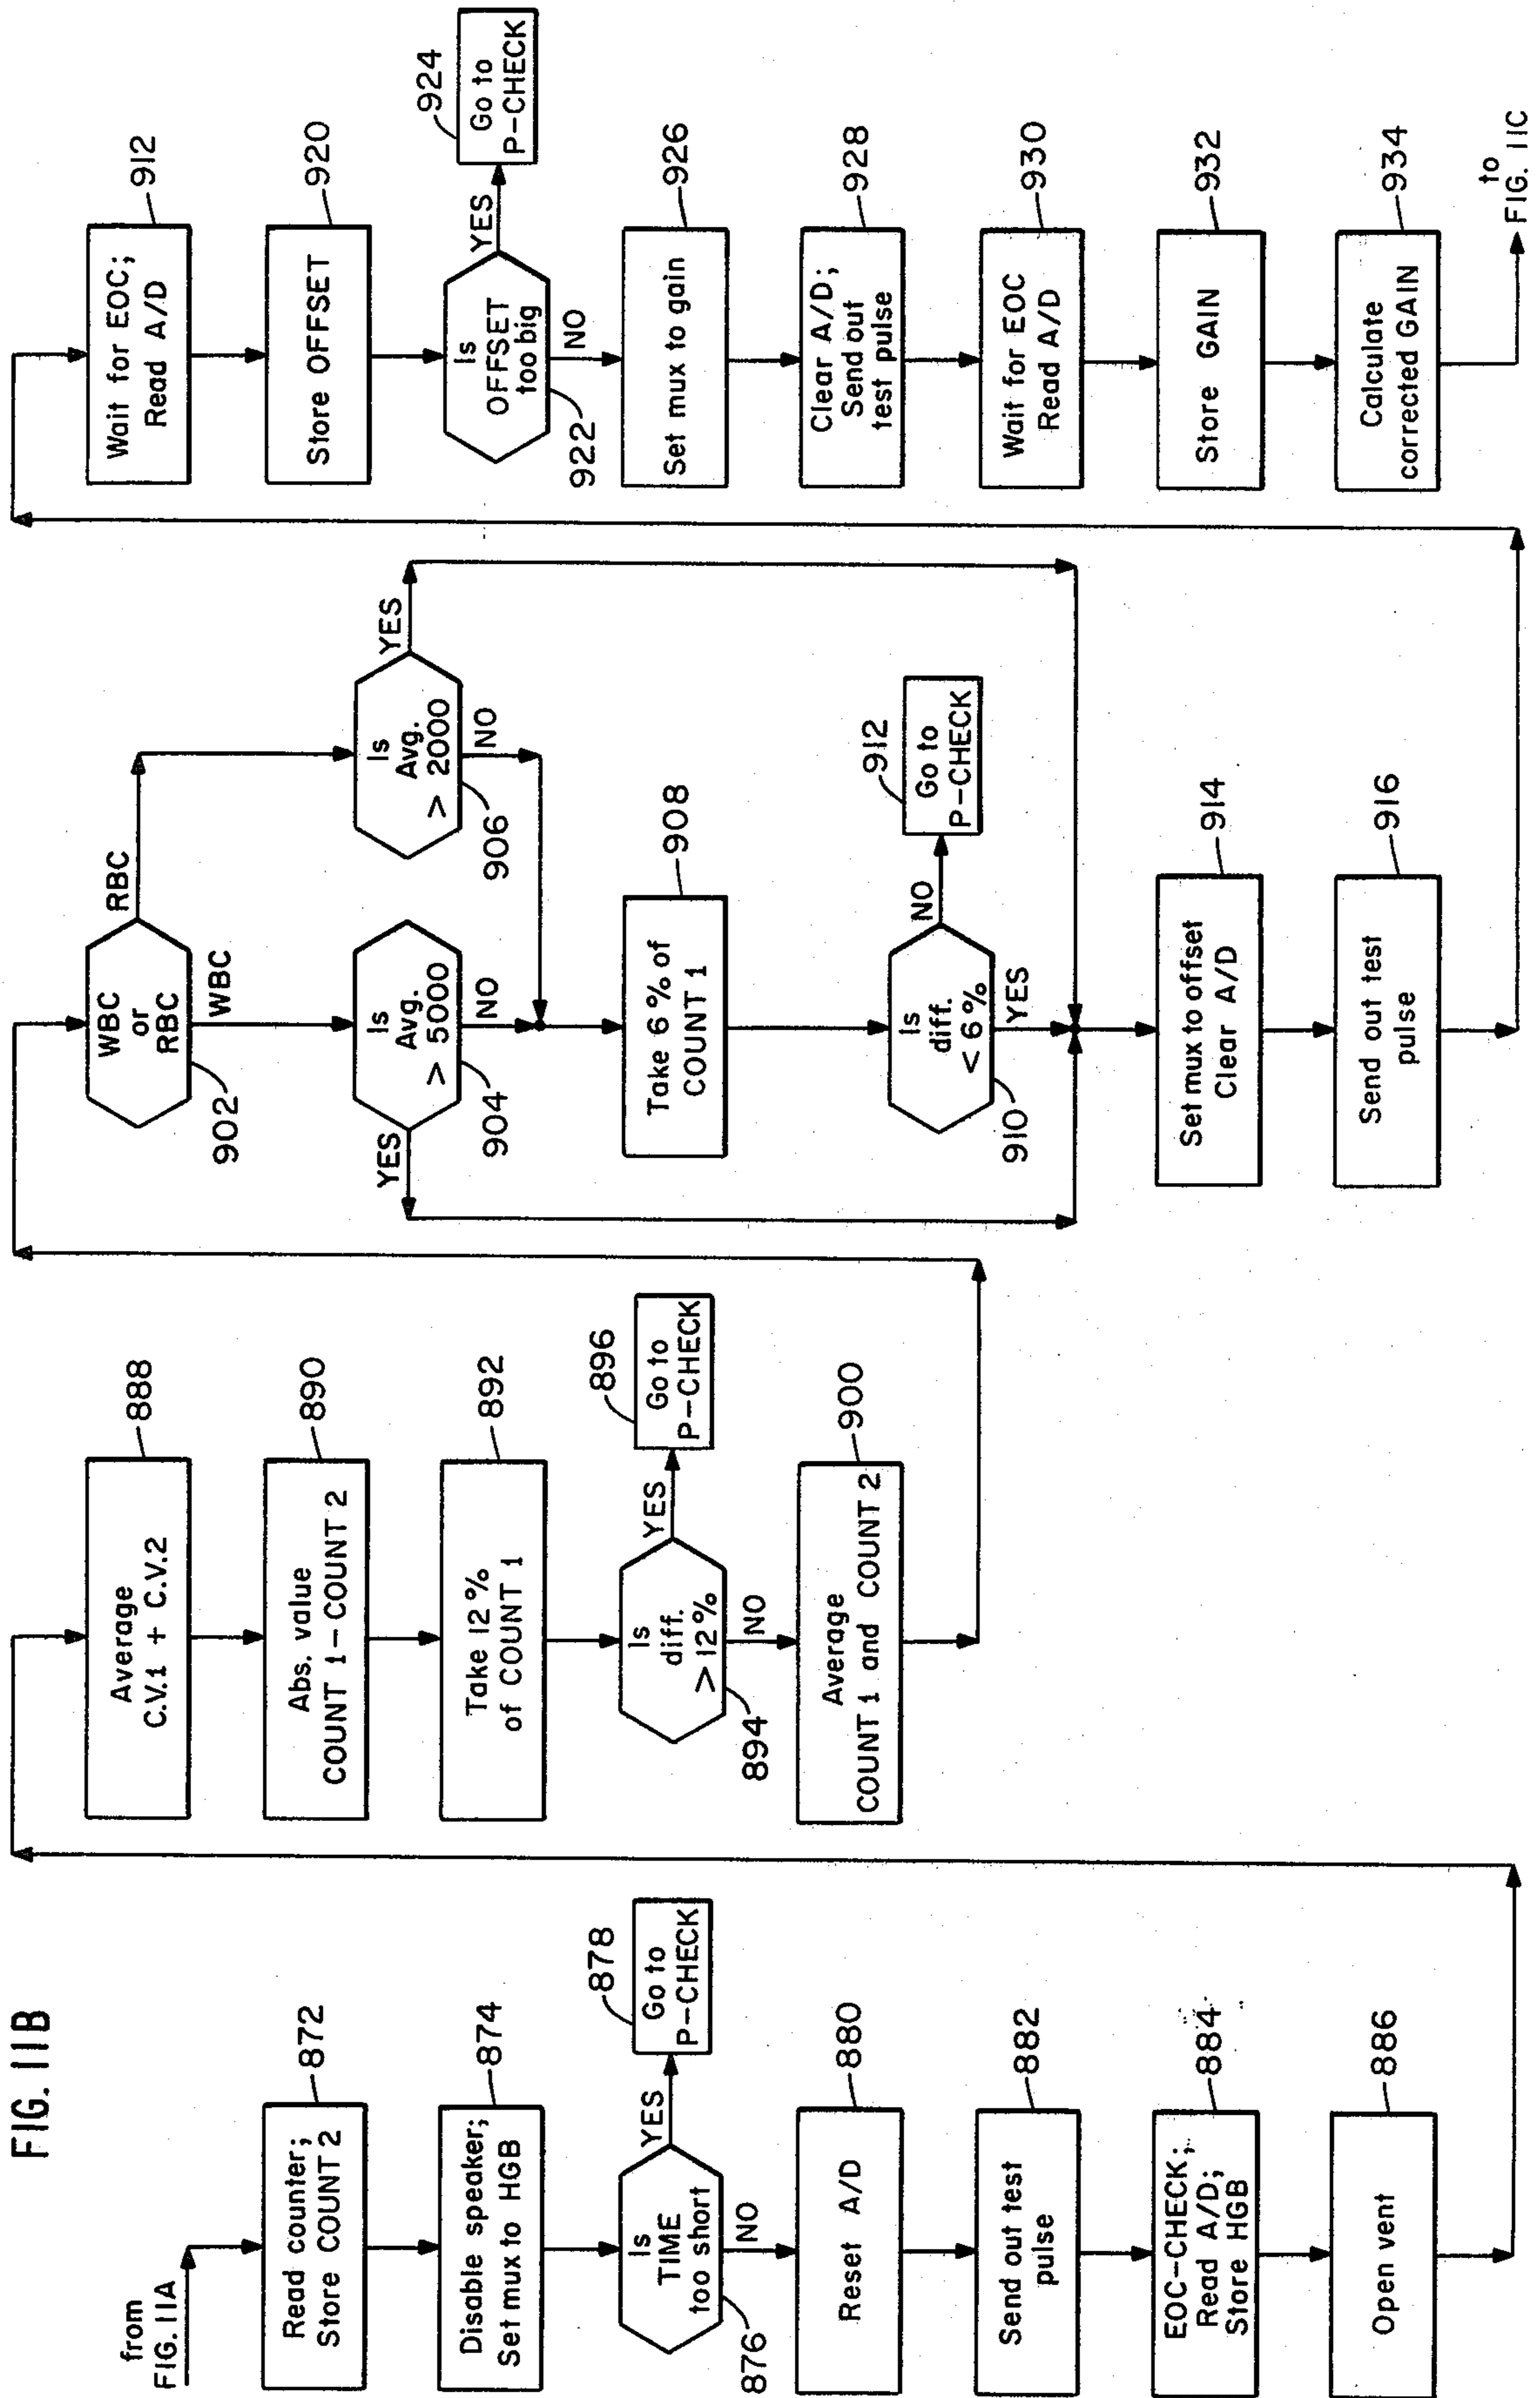 FIG. 11B
from
FIG. 11A
Read counter;
Store COUNT 2
872
Disable speaker;
Set mux to HGB
874
Is
TIME
too short
876
YES
Go to
P-CHECK
878
NO
Reset A/D
880
Send out test
pulse
882
EOC-CHECK;
Read A/D;
Store HGB
884
Open vent
886
Average
C.V.1 + C.V.2
888
Abs. value
COUNT 1-COUNT 2
890
Take 12%
of COUNT 1
892
Is
diff.
>12%
894
YES
Go to
P-CHECK
896
NO
Average
COUNT 1 and COUNT 2
900
WBC
or
RBC
902
RBC
WBC
Is
Avg.
> 5000
904
YES
NO
Is
Avg.
> 2000
906
YES
NO
Take 6% of
COUNT 1
908
Is
diff.
< 6%
910
NO
Go to
P-CHECK
912
YES
Set mux to offset
Clear A/D
914
Send out test
pulse
916
Wait for EOC;
Read A/D
912
Store OFFSET
920
Is
OFFSET
too big
922
YES
Go to
P-CHECK
924
NO
Set mux to gain
926
Clear A/D;
Send out
test pulse
928
Wait for EOC
Read A/D
930
Store GAIN
932
Calculate
corrected GAIN
934
to
FIG. 11C